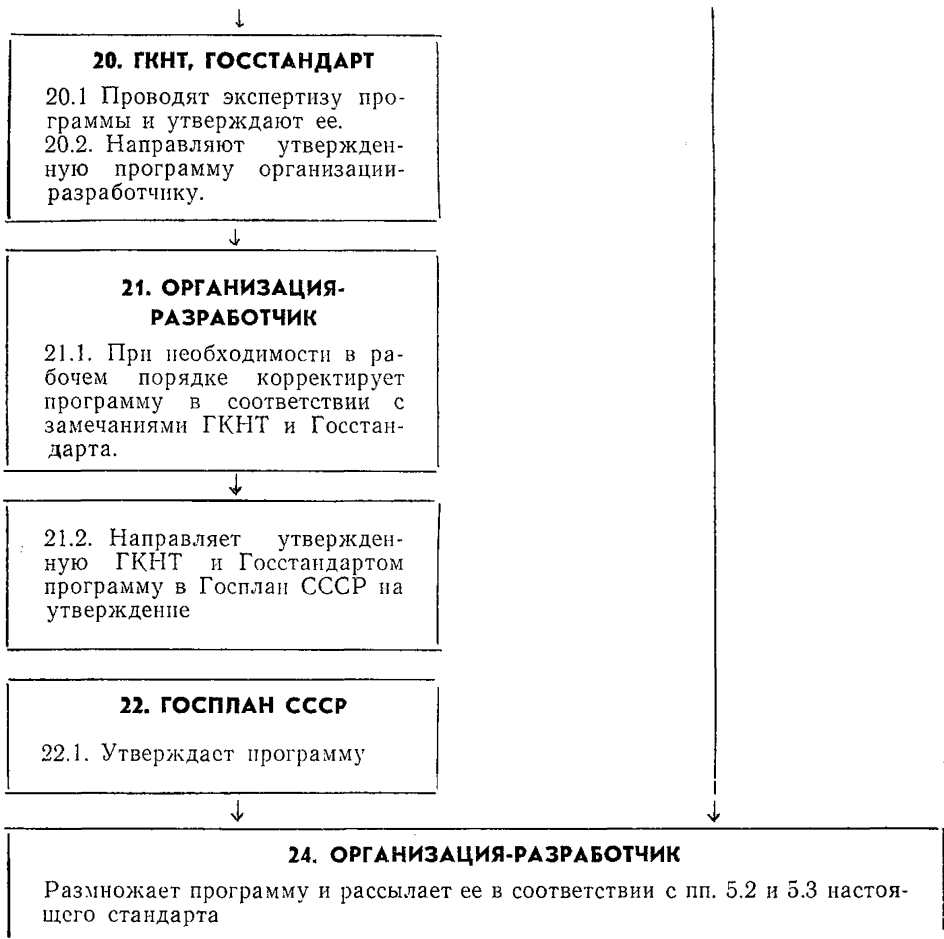 20. ГКНТ, ГОССТАНДАРТ
20.1 Проводят экспертизу про-
граммы и утверждают ее.
20.2. Направляют утвержден-
ную программу организации-
разработчику.
21. ОРГАНИЗАЦИЯ-
РАЗРАБОТЧИК
21.1. При необходимости в ра-
бочем порядке корректирует
программу в соответствии с
замечаниями ГКНТ и Госстан-
дарта.
21.2. Направляет утвержден-
ную ГКНТ и Госстандартом
программу в Госплан СССР на
утверждение
22. ГОСПЛАН СССР
22.1. Утверждает программу
24. ОРГАНИЗАЦИЯ-РАЗРАБОТЧИК
Размножает программу и рассылает ее в соответствии с пп. 5.2 и 5.3 настоя-
щего стандарта